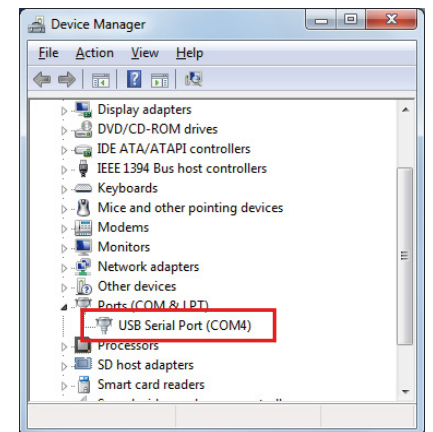 Device Manager
File Action View Help
Display adapters
DVD/CD-ROM drives
IDE ATA/ATAPI controllers
IEEE 1394 Bus host controllers
Keyboards
Mice and other pointing devices
Modems
Monitors
Network adapters
Other devices
Ports (COM & LPT)
USB Serial Port (COM4)
Processors
SD host adapters
Smart card readers